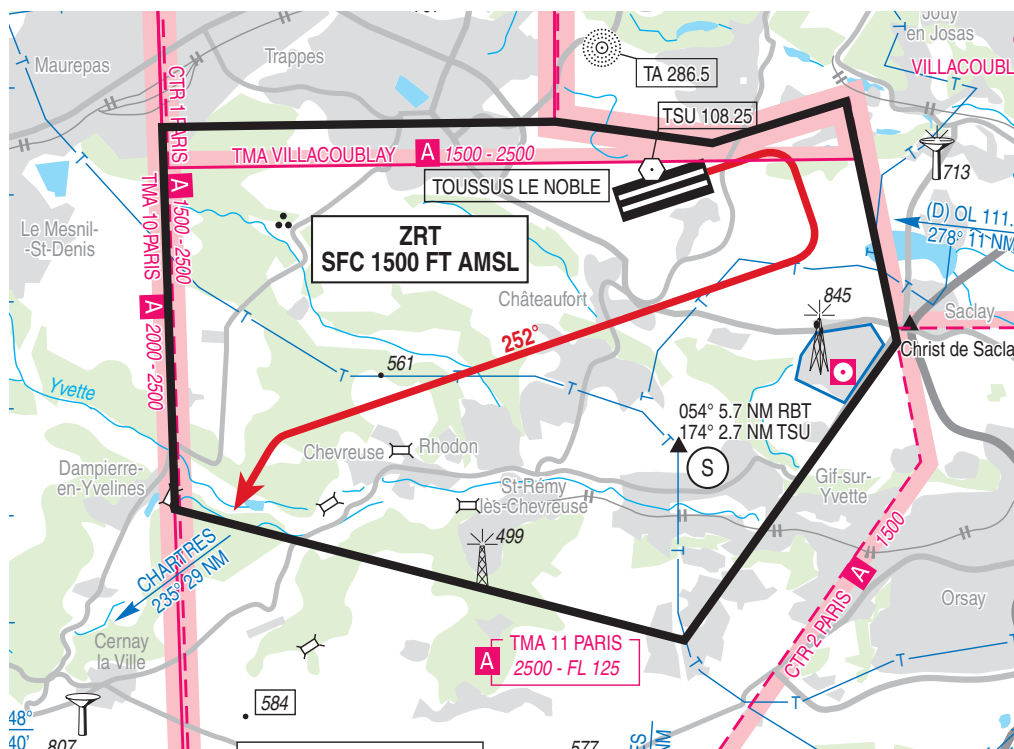 Jouy
en Josas
Trappes
Maurepas
TA 286.5
VILLACOUBL
TSU 108.25
CTR 1 PARIS
TMA VILLACOUBLAY A 1500 - 2500
713
TOUSSUS LE NOBLE
A 1500 - 2500
TMA 10 PARIS
A 2000 - 2500
Le Mesnil-
-St-Denis
ZRT
SFC 1500 FT AMSL
(D) OL 111.
278° 11 NM
Châteaufort
845
Saclay
252°
Christ de Sacla
561
Yvette
054° 5.7 NM RBT
174° 2.7 NM TSU
S
Chevreuse
Rhodon
Dampierre-
en-Yvelines
St-Rémy
-lès-Chevreuse
Gif-sur-
Yvette
499
CHARTRES
235° 29 NM
CTR 2 PARIS A 1500
Orsay
Cernay
la Ville
A
TMA 11 PARIS
2500 - FL 125
584
48°
40'
807
577
ES
NM
T
T
T
T
T
T
T
T
T
T
T
T
T